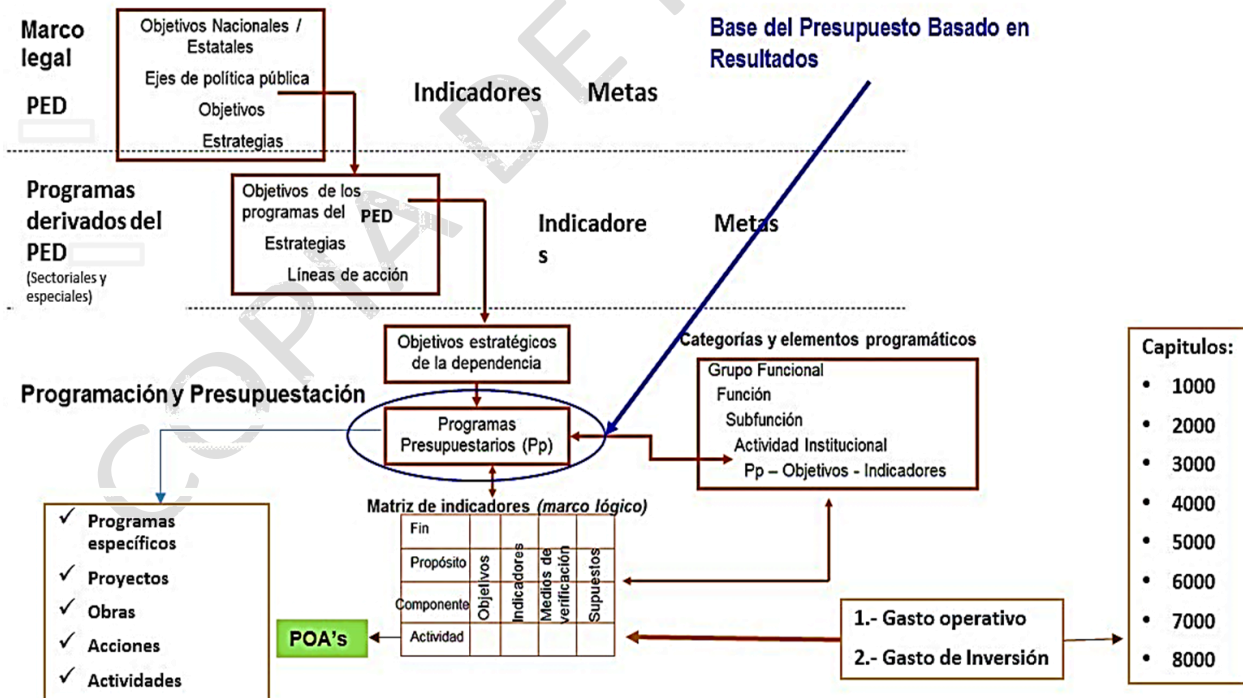 Marco
legal
PED
Objetivos Nacionales /
Estatales
Ejes de política pública
Objetivos
Estrategias
Indicadores Metas
Base del Presupuesto Basado en
Resultados
Programas
derivados del
PED
(Sectoriales y
especiales)
Objetivos de los
programas del PED
Estrategias
Líneas de acción
Indicadore
s
Metas
Objetivos estratégicos
de la dependencia
Programación y Presupuestación
Programas
Presupuestarios (Pp)
Categorías y elementos programáticos
Grupo Funcional
Función
Subfunción
Actividad Institucional
Pp – Objetivos - Indicadores
Capitulos:
• 1000
• 2000
• 3000
• 4000
• 5000
• 6000
• 7000
• 8000
✓ Programas
específicos
✓ Proyectos
✓ Obras
✓ Acciones
✓ Actividades
POA's
Matriz de indicadores (marco lógico)
Fin
Propósito
Componente
Actividad
Objetivos
Indicadores
Medios de
verificación
Supuestos
1.- Gasto operativo
2.- Gasto de Inversión
COPIA DE